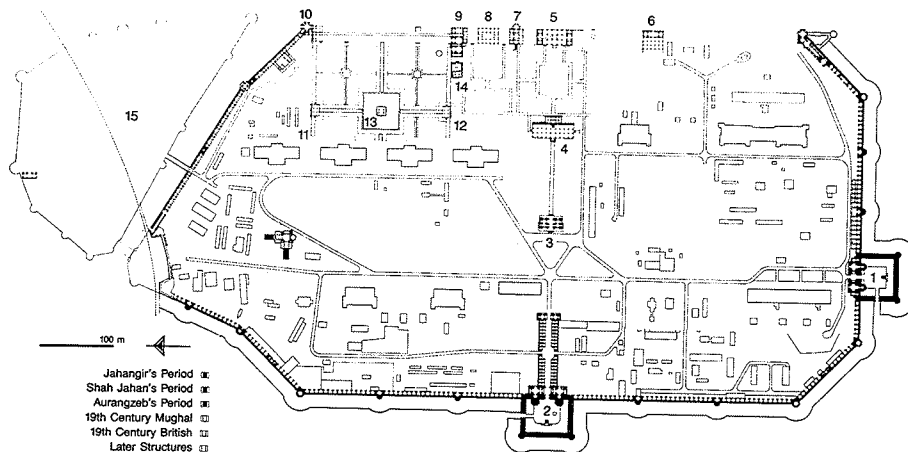 10
9
8
7
5
6
14
15
11
13
12
4
3
1
100 m
Jahangir's Period
Shah Jahan's Period
Aurangzeb's Period
19th Century Mughal
19th Century British
Later Structures
2